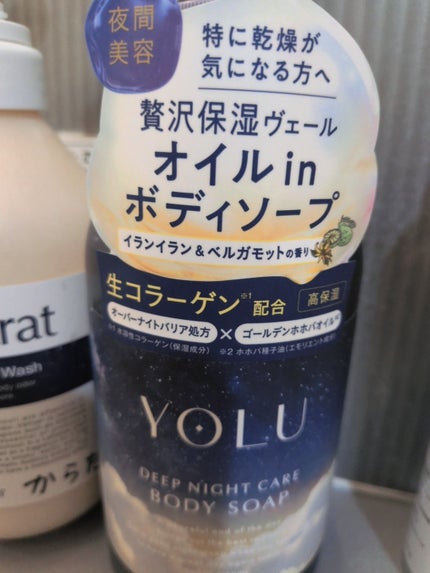 夜間
美容
特に乾燥が
気になる方へ
贅沢保湿ヴェール
オイル in
ボディソープ
イランイラン&ベルガモットの香り
生コラーゲン※1 配合
高保湿
オーバーナイトバリア処方 × ゴールデンホホバオイル※2
※1 水溶性コラーゲン(保湿成分) ※2 ホホバ種子油(エモリエント成分)
YOLU
DEEP NIGHT CARE
BODY SOAP
rat
Wash
からだ